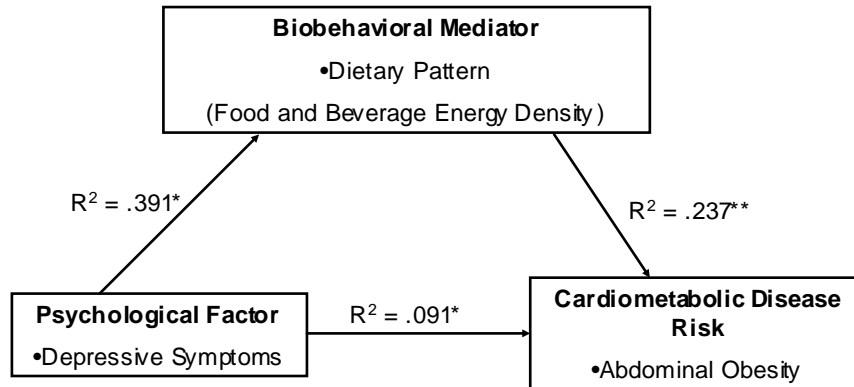 Biobehavioral Mediator
•Dietary Pattern
(Food and Beverage Energy Density)
R² = .391*
R² = .237**
Psychological Factor
•Depressive Symptoms
R² = .091*
Cardiometabolic Disease
Risk
•Abdominal Obesity